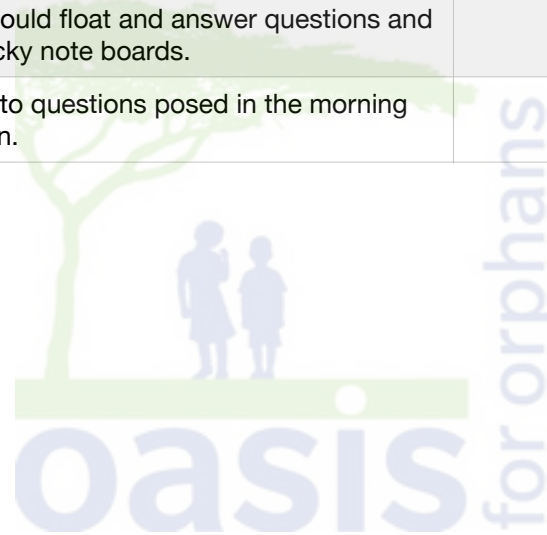 ould float and answer questions and
cky note boards.
to questions posed in the morning
n.
oasis
for orphans